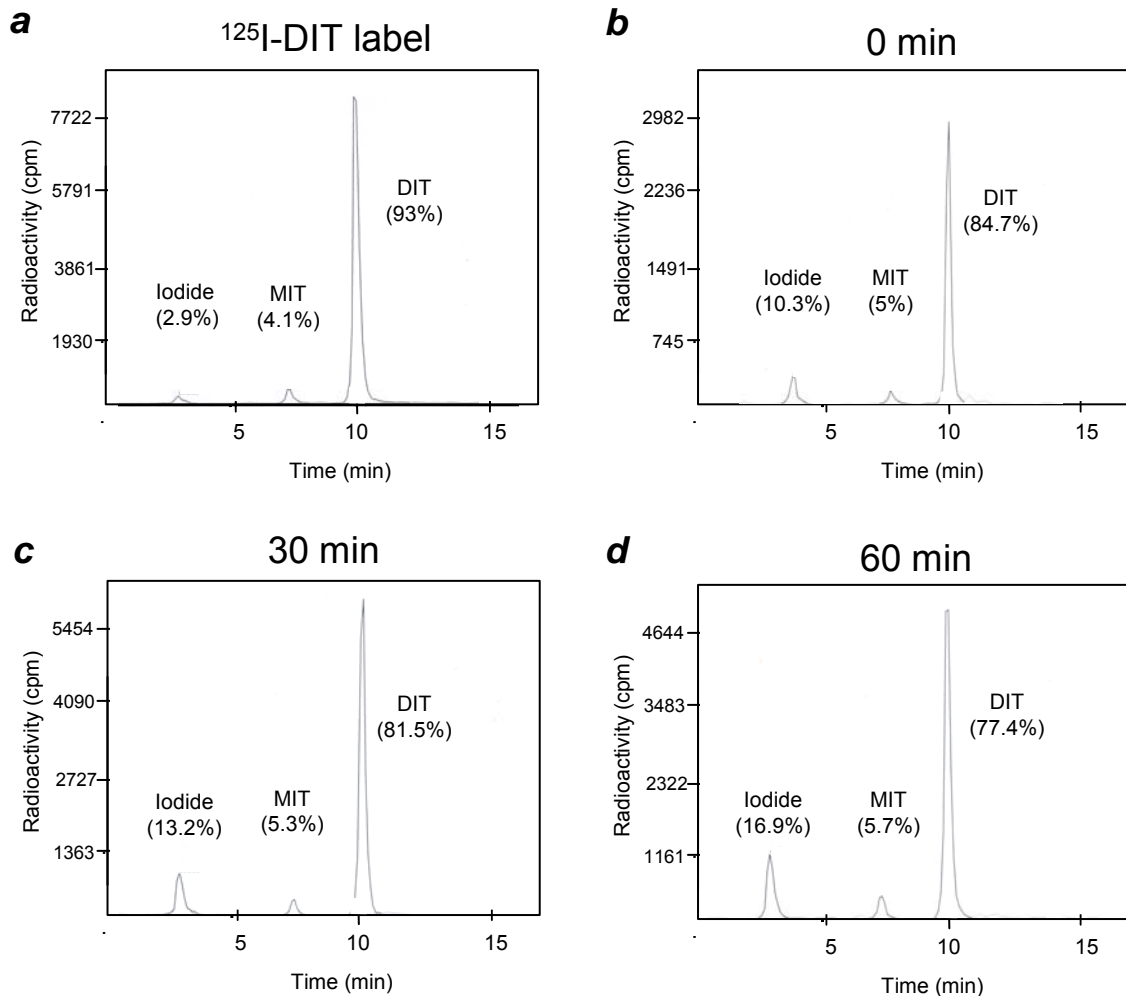 a
¹²⁵I-DIT label
Radioactivity (cpm)
7722
5791
3861
1930
Iodide
(2.9%)
MIT
(4.1%)
DIT
(93%)
5
10
15
Time (min)
b
0 min
Radioactivity (cpm)
2982
2236
1491
745
Iodide
(10.3%)
MIT
(5%)
DIT
(84.7%)
5
10
15
Time (min)
c
30 min
Radioactivity (cpm)
5454
4090
2727
1363
Iodide
(13.2%)
MIT
(5.3%)
DIT
(81.5%)
5
10
15
Time (min)
d
60 min
Radioactivity (cpm)
4644
3483
2322
1161
Iodide
(16.9%)
MIT
(5.7%)
DIT
(77.4%)
5
10
15
Time (min)